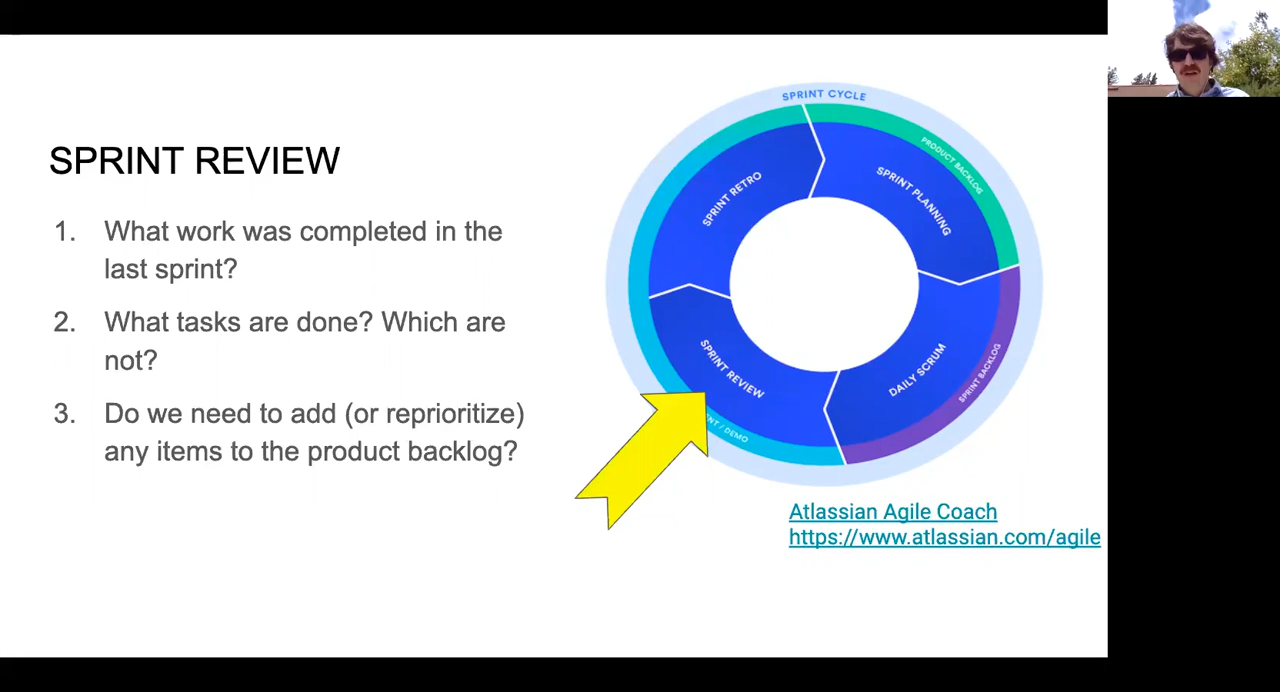 SPRINT REVIEW
1. What work was completed in the
last sprint?
2. What tasks are done? Which are
not?
3. Do we need to add (or reprioritize)
any items to the product backlog?
SPRINT CYCLE
PRODUCT BACKLOG
SPRINT RETRO
SPRINT PLANNING
SPRINT REVIEW
DAILY SCRUM
SPRINT BACKLOG
/ DEMO
Atlassian Agile Coach
https://www.atlassian.com/agile